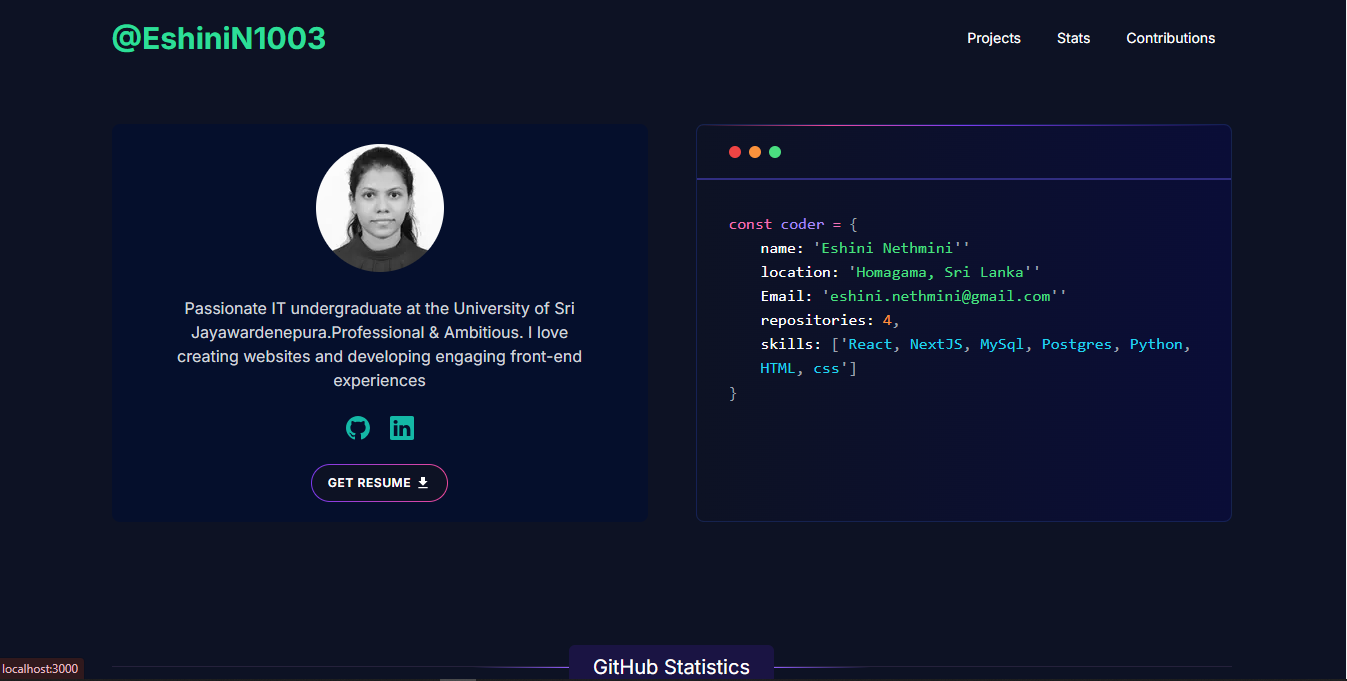 @EshiniN1003
Projects
Stats
Contributions
Passionate IT undergraduate at the University of Sri
Jayawardenepura.Professional & Ambitious. I love
creating websites and developing engaging front-end
experiences
in
GET RESUME
const coder = {
name: 'Eshini Nethmini''
location: 'Homagama, Sri Lanka''
Email: 'eshini.nethmini@gmail.com''
repositories: 4,
skills: ['React, NextJS, MySql, Postgres, Python,
HTML, css']
}
GitHub Statistics
localhost:3000